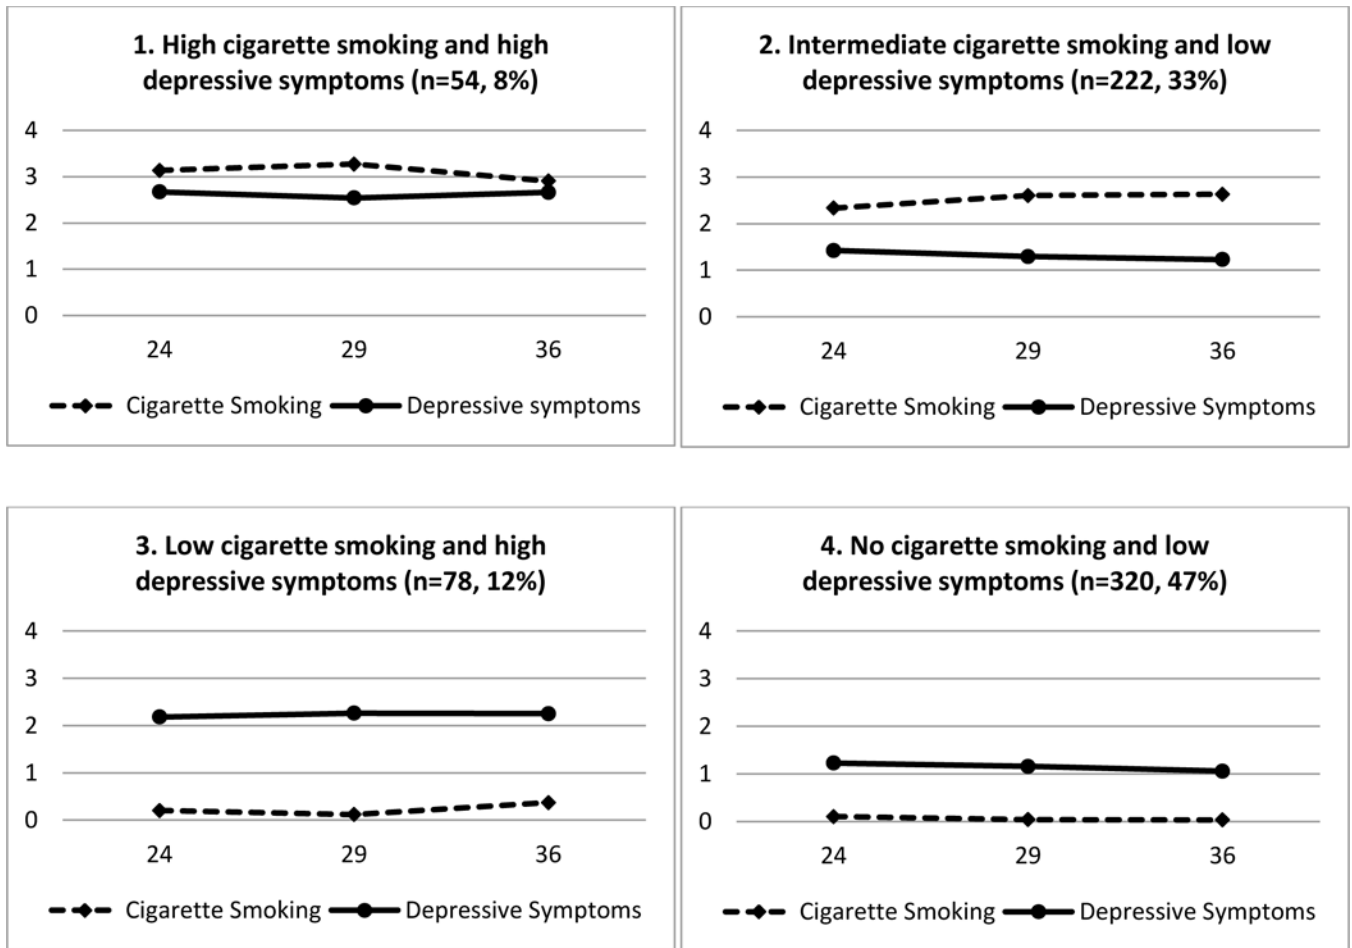 1. High cigarette smoking and high
depressive symptoms (n=54, 8%)
4
3
2
1
0
24 29 36
Cigarette Smoking Depressive symptoms
2. Intermediate cigarette smoking and low
depressive symptoms (n=222, 33%)
4
3
2
1
0
24 29 36
Cigarette Smoking Depressive Symptoms
3. Low cigarette smoking and high
depressive symptoms (n=78, 12%)
4
3
2
1
0
24 29 36
Cigarette Smoking Depressive Symptoms
4. No cigarette smoking and low
depressive symptoms (n=320, 47%)
4
3
2
1
0
24 29 36
Cigarette Smoking Depressive Symptoms